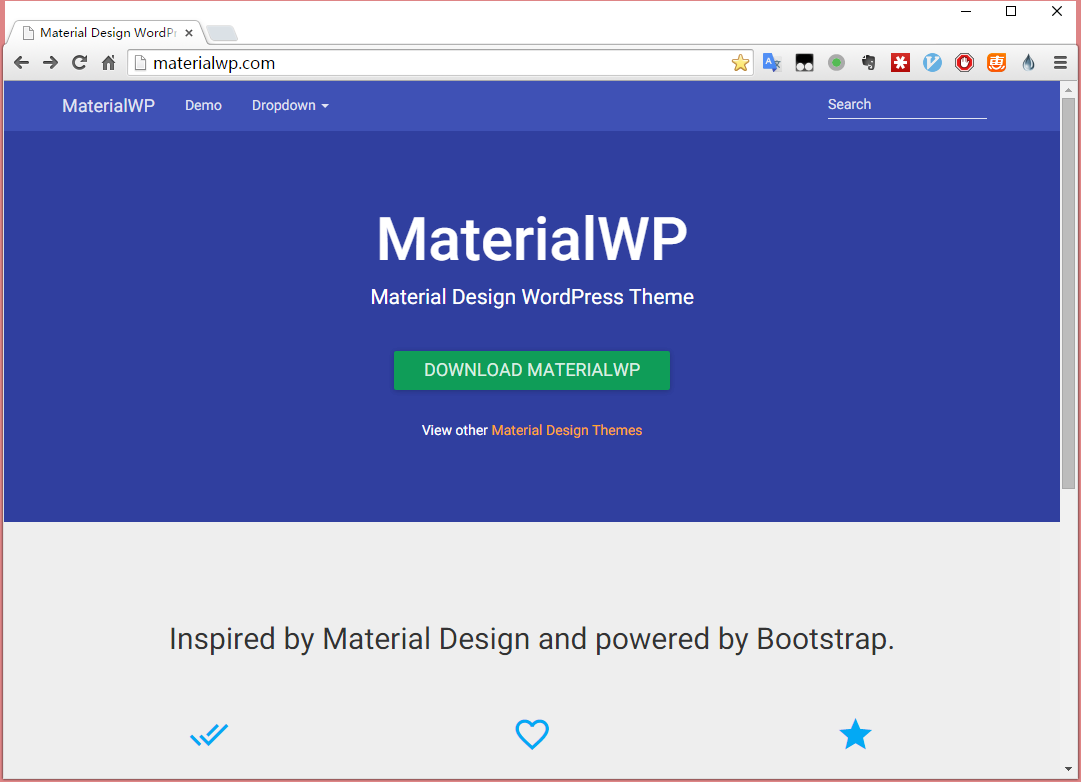 Material Design WordPr
materialwp.com
MaterialWP Demo Dropdown Search
MaterialWP
Material Design WordPress Theme
DOWNLOAD MATERIALWP
View other Material Design Themes
Inspired by Material Design and powered by Bootstrap.